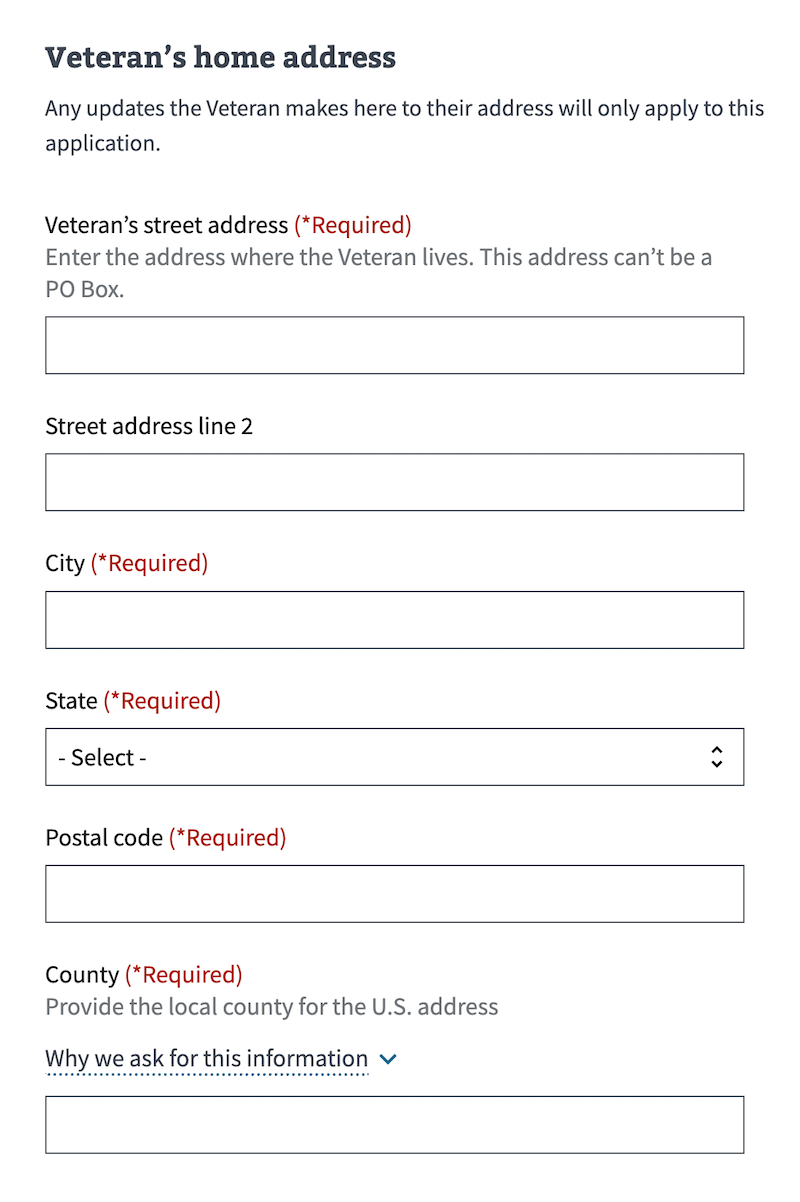 Veteran’s home address
Any updates the Veteran makes here to their address will only apply to this
application.
Veteran’s street address (*Required)
Enter the address where the Veteran lives. This address can’t be a
PO Box.
Street address line 2
City (*Required)
State (*Required)
- Select -
Postal code (*Required)
County (*Required)
Provide the local county for the U.S. address
Why we ask for this information